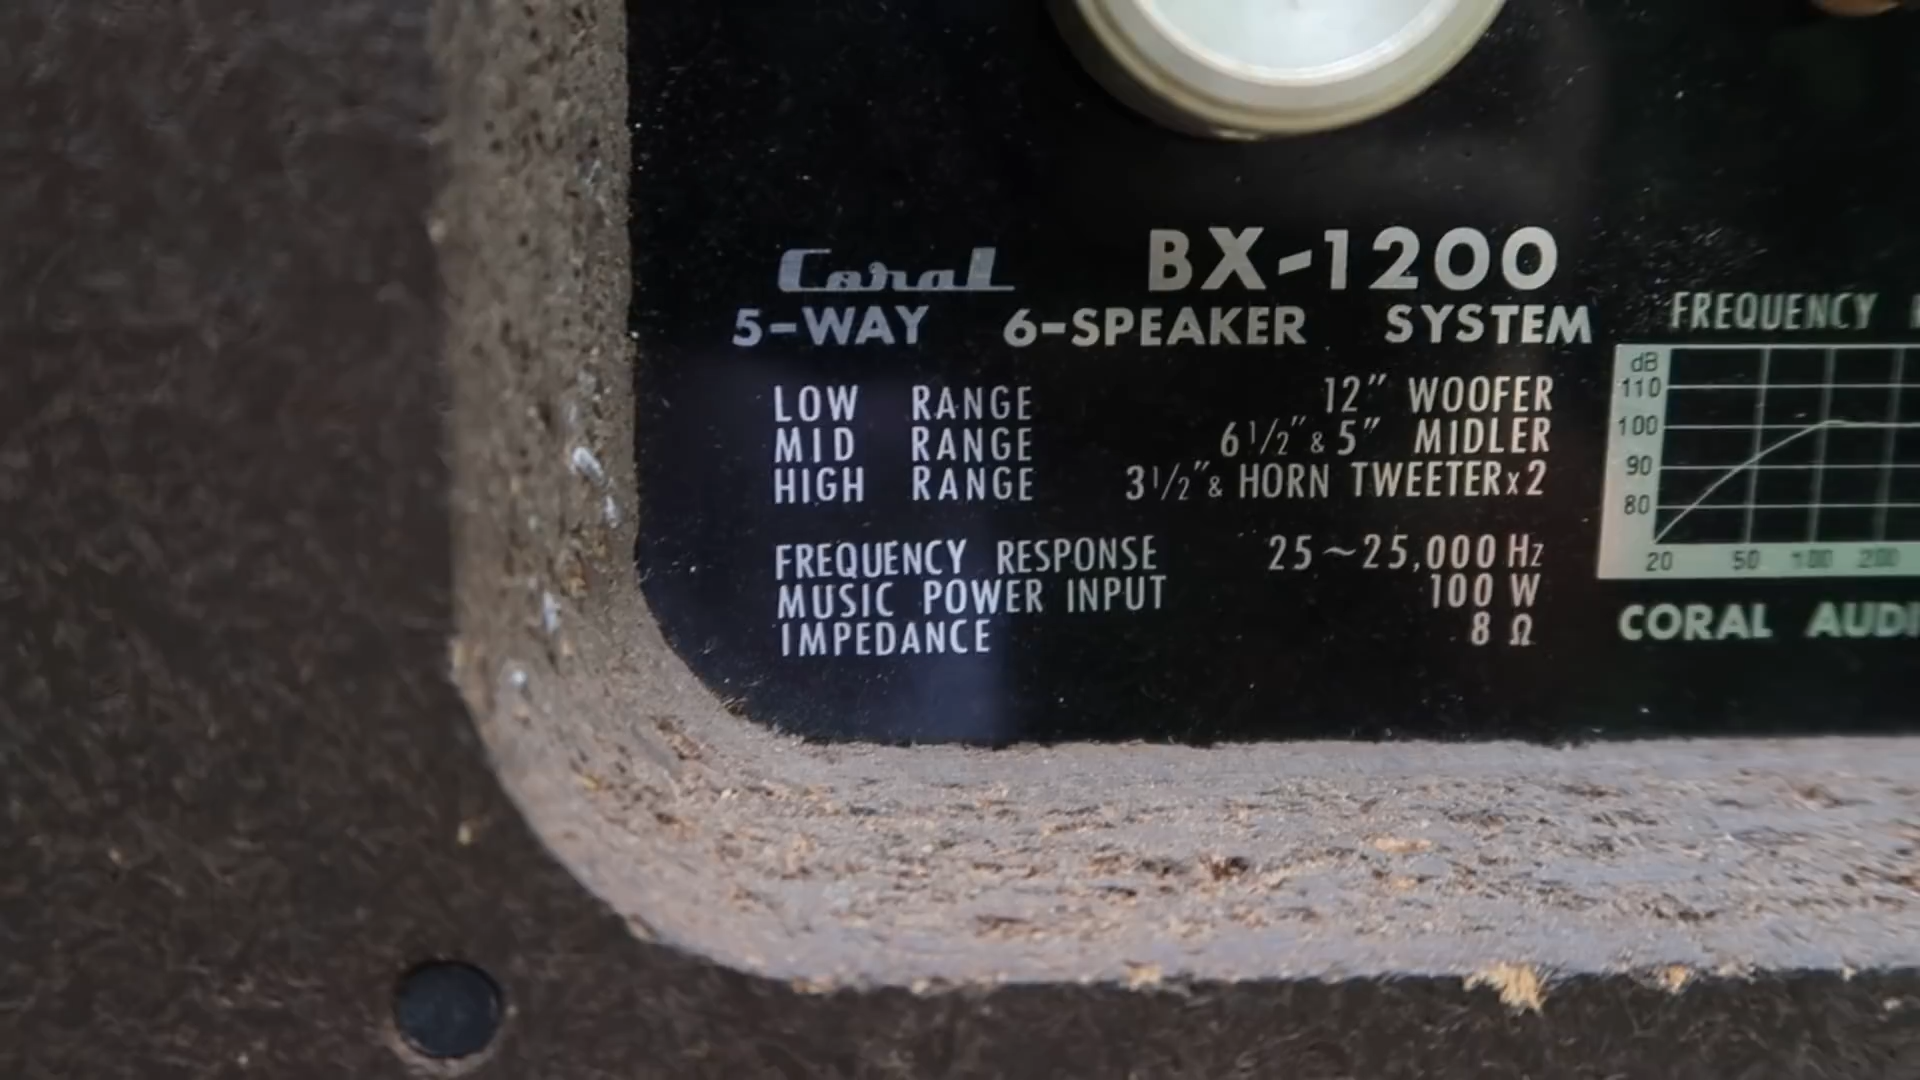 Coral BX-1200
5-WAY 6-SPEAKER SYSTEM
LOW RANGE 12" WOOFER
MID RANGE 6 1/2" & 5" MIDLER
HIGH RANGE 3 1/2" & HORN TWEETER x 2
FREQUENCY RESPONSE 25~25,000 Hz
MUSIC POWER INPUT 100 W
IMPEDANCE 8 Ω
FREQUENCY
dB
110
100
90
80
20 50 100 200
CORAL AUDI